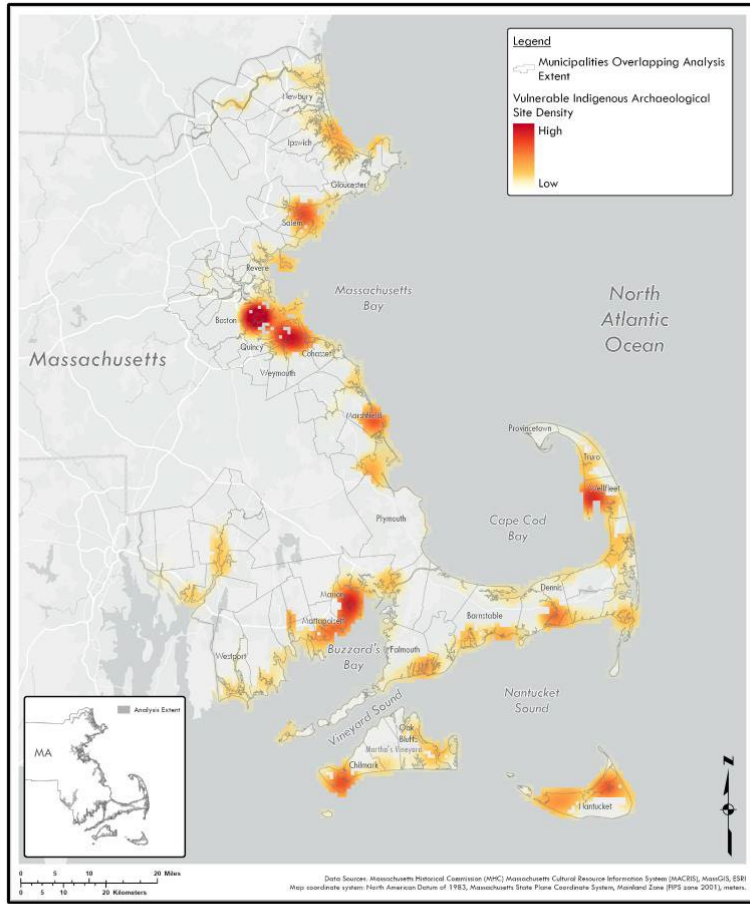 Legend
Municipalities Overlapping Analysis
Extent
Vulnerable Indigenous Archaeological
Site Density
High
Low
Newbury
Ipswich
Gloucester
Salem
Revere
Massachusetts
Bay
North
Atlantic
Ocean
Boston
Quincy
Cohasset
Weymouth
Massachusetts
Marshfield
Provincetown
Truro
Wellfleet
Plymouth
Cape Cod
Bay
Marion
Dennis
Mattapoisett
Barnstable
Buzzard's
Bay
Westport
Falmouth
Nantucket
Sound
Vineyard Sound
Oak
Bluffs
Martha's Vineyard
Chilmark
Nantucket
Analysis Extent
MA
N
0 5 10 20 Miles
0 5 10 20 Kilometers
Data Sources: Massachusetts Historical Commission (MHC) Massachusetts Cultural Resource Information System (MACRIS), MassGIS, ESRI
Map coordinate system: North American Datum of 1983, Massachusetts State Plane Coordinate System, Mainland Zone (FIPS zone 2001), meters.